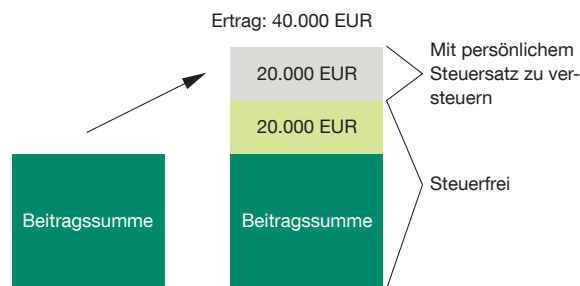 Ertrag: 40.000 EUR
20.000 EUR
Mit persönlichem
Steuersatz zu ver-
steuern
20.000 EUR
Steuerfrei
Beitragssumme
Beitragssumme